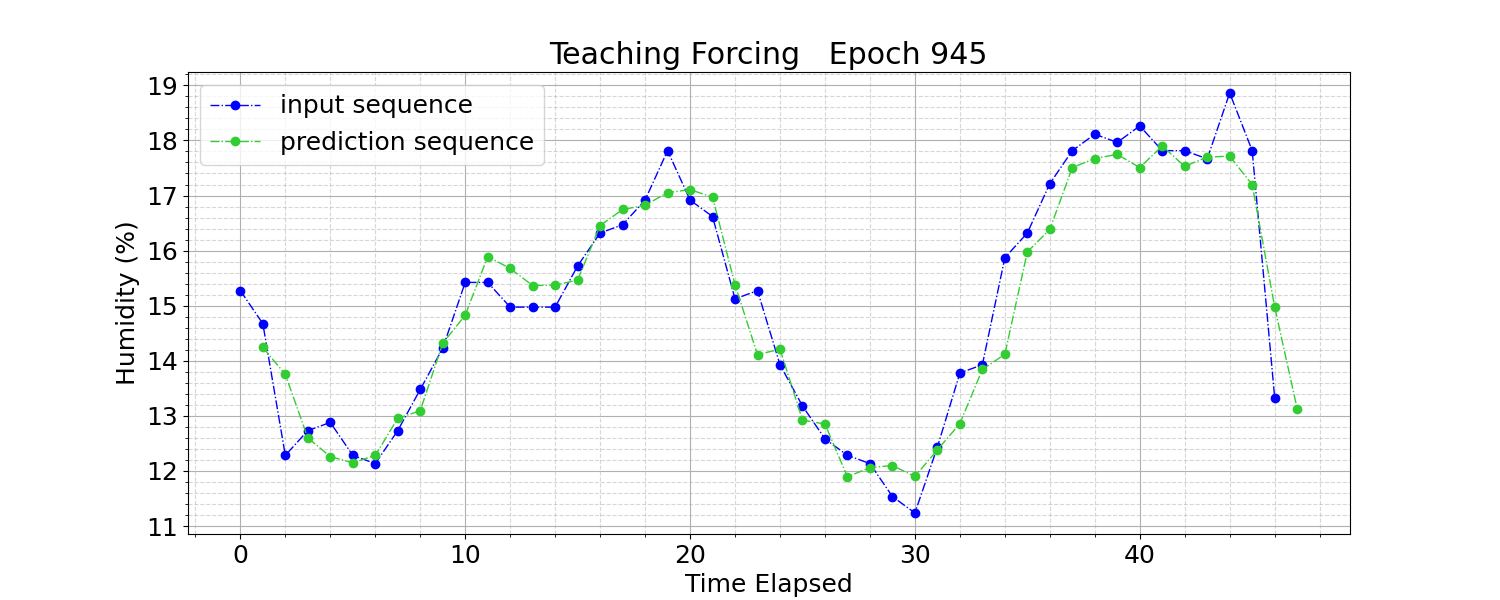 Teaching Forcing   Epoch 945
19
18
17
16
15
14
13
12
11
Humidity (%)
input sequence
prediction sequence
0 10 20 30 40
Time Elapsed